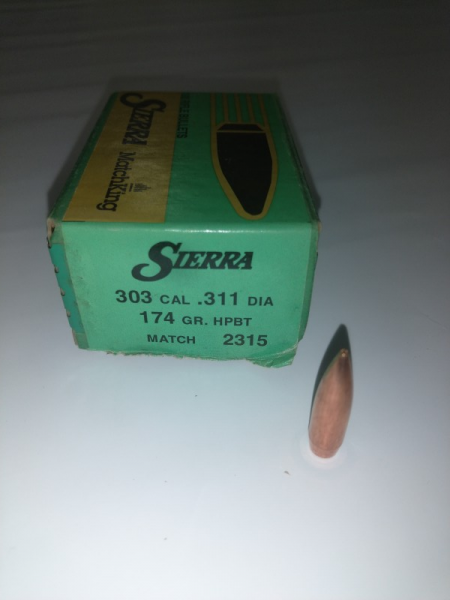 SIERRA
MatchKing
SIERRA
303 CAL .311 DIA
174 GR. HPBT
MATCH 2315